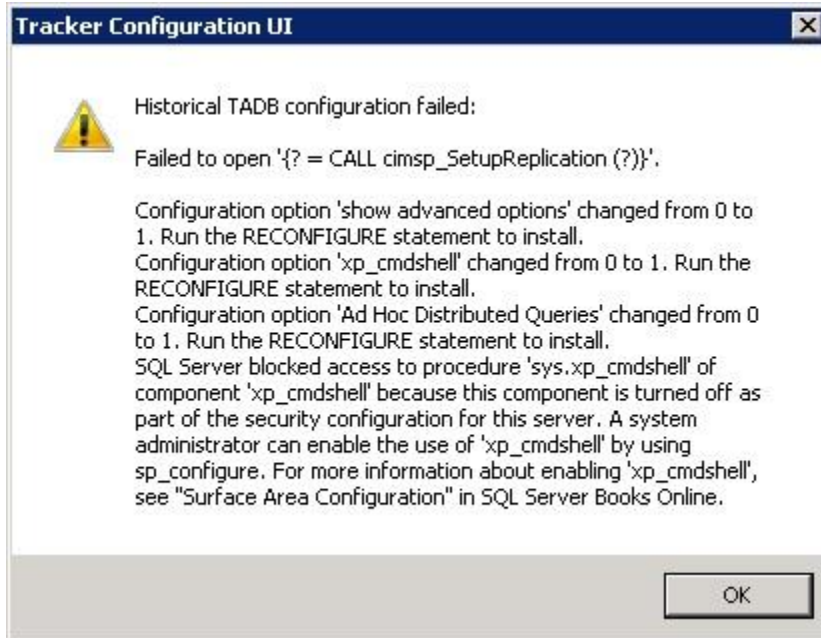 Tracker Configuration UI
Historical TADB configuration failed:
Failed to open '{? = CALL cimsp_SetupReplication (?)}'.
Configuration option 'show advanced options' changed from 0 to
1. Run the RECONFIGURE statement to install.
Configuration option 'xp_cmdshell' changed from 0 to 1. Run the
RECONFIGURE statement to install.
Configuration option 'Ad Hoc Distributed Queries' changed from 0
to 1. Run the RECONFIGURE statement to install.
SQL Server blocked access to procedure 'sys.xp_cmdshell' of
component 'xp_cmdshell' because this component is turned off as
part of the security configuration for this server. A system
administrator can enable the use of 'xp_cmdshell' by using
sp_configure. For more information about enabling 'xp_cmdshell',
see "Surface Area Configuration" in SQL Server Books Online.
OK